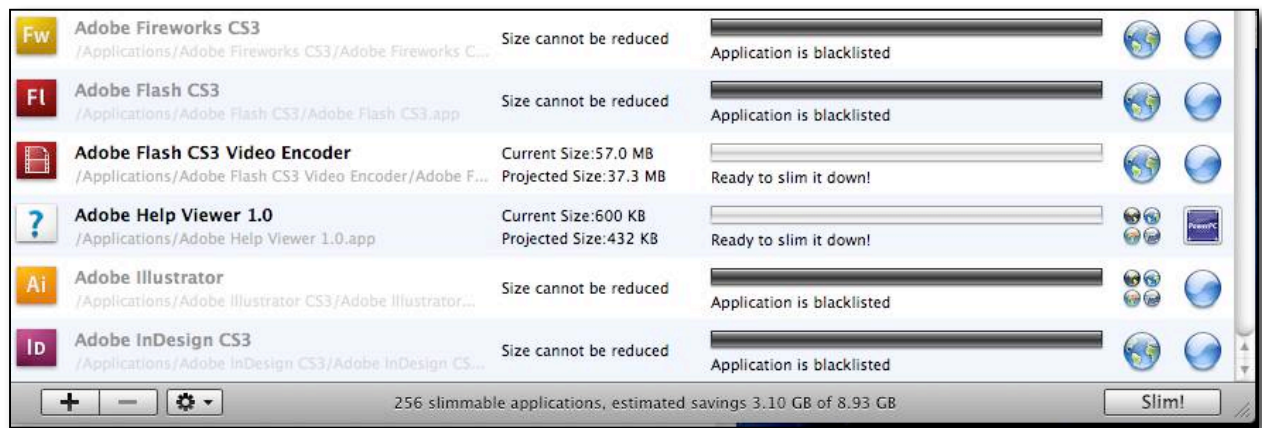 Fw
Adobe Fireworks CS3
/Applications/Adobe Fireworks CS3/Adobe Fireworks C...
Size cannot be reduced
Application is blacklisted
Fl
Adobe Flash CS3
/Applications/Adobe Flash CS3/Adobe Flash CS3.app
Size cannot be reduced
Application is blacklisted
Adobe Flash CS3 Video Encoder
/Applications/Adobe Flash CS3 Video Encoder/Adobe F...
Current Size:57.0 MB
Projected Size:37.3 MB
Ready to slim it down!
?
Adobe Help Viewer 1.0
/Applications/Adobe Help Viewer 1.0.app
Current Size:600 KB
Projected Size:432 KB
Ready to slim it down!
PowerPC
Ai
Adobe Illustrator
/Applications/Adobe Illustrator CS3/Adobe Illustrator...
Size cannot be reduced
Application is blacklisted
ID
Adobe InDesign CS3
/Applications/Adobe InDesign CS3/Adobe InDesign CS...
Size cannot be reduced
Application is blacklisted
256 slimmable applications, estimated savings 3.10 GB of 8.93 GB
Slim!